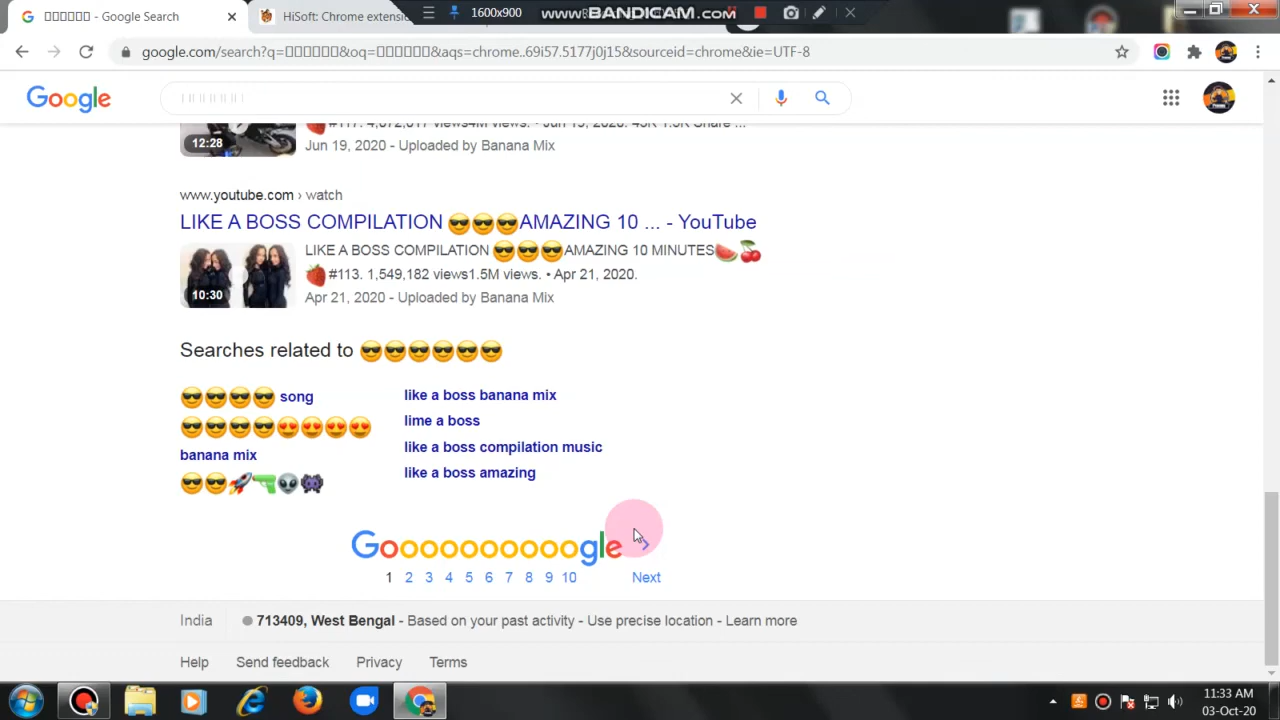 - Google Search
HiSoft: Chrome extensi
1600x900
www.BANDICAM.com
google.com/search?q=□□□□□□&oq=□□□□□□&aqs=chrome..69i57.5177j0j15&sourceid=chrome&ie=UTF-8
Google
12:28
Jun 19, 2020 - Uploaded by Banana Mix
www.youtube.com › watch
LIKE A BOSS COMPILATION 😎😎😎AMAZING 10 ... - YouTube
LIKE A BOSS COMPILATION 😎😎😎AMAZING 10 MINUTES🍉🍒
🍓#113. 1,549,182 views1.5M views. • Apr 21, 2020.
10:30
Apr 21, 2020 - Uploaded by Banana Mix
Searches related to 😎😎😎😎😎😎
😎😎😎😎 song
😎😎😎😎😍😍😍😍
banana mix
😎😎🚀🔫👽👾
like a boss banana mix
lime a boss
like a boss compilation music
like a boss amazing
Goooooooooogle >
1 2 3 4 5 6 7 8 9 10 Next
India 713409, West Bengal - Based on your past activity - Use precise location - Learn more
Help Send feedback Privacy Terms
11:33 AM
03-Oct-20